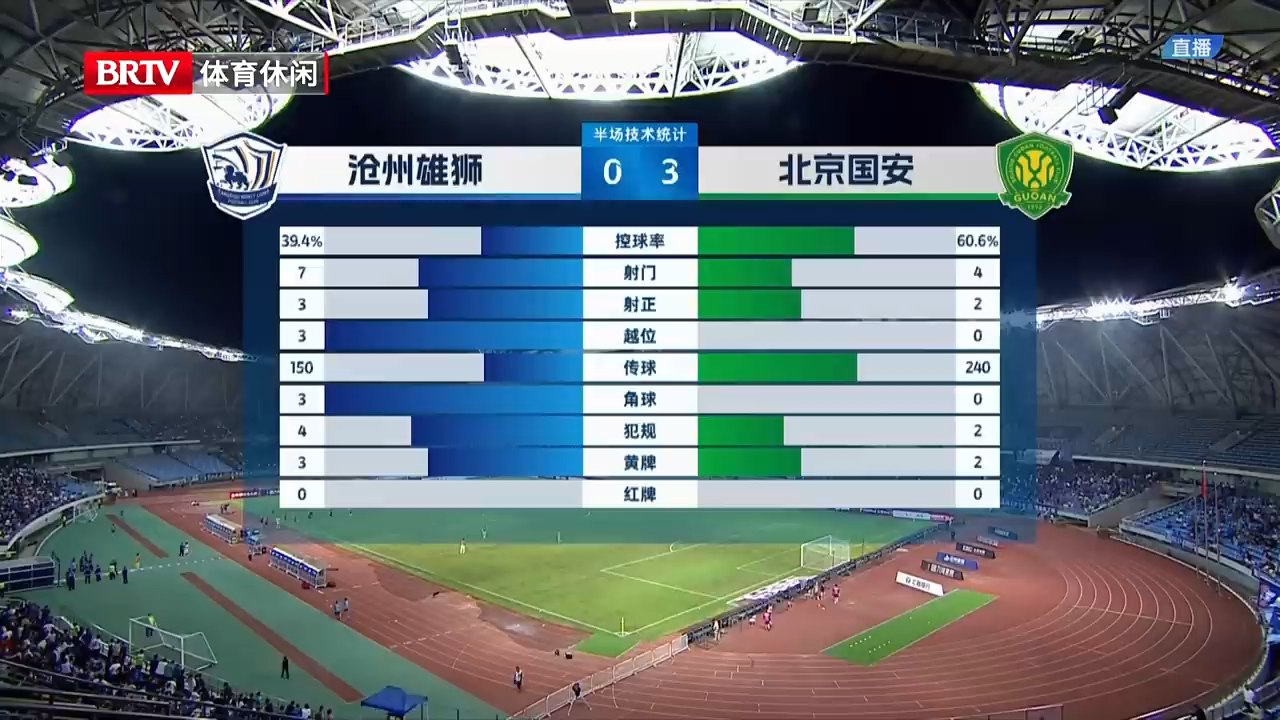 直播
BRTV 体育休闲
半场技术统计
沧州雄狮 0 3 北京国安
GUOAN
39.4% 控球率 60.6%
7 射门 4
3 射正 2
3 越位 0
150 传球 240
3 角球 0
4 犯规 2
3 黄牌 2
0 红牌 0